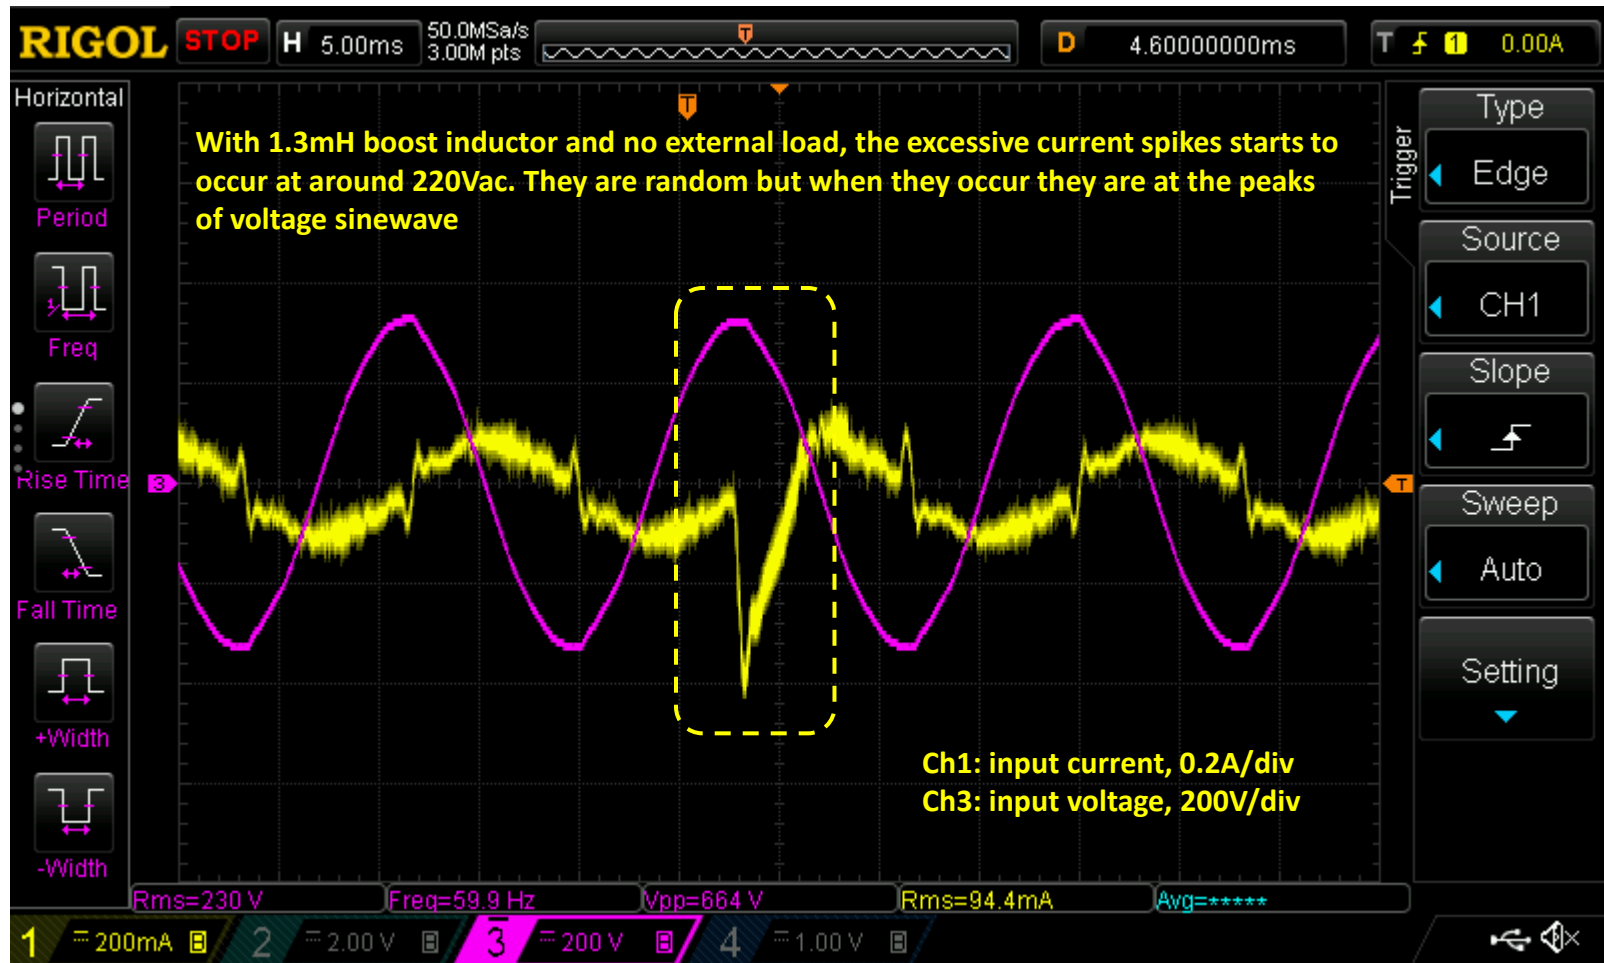 RIGOL STOP H 5.00ms 50.0MSa/s 3.00M pts T D 4.60000000ms T 1 0.00A
Horizontal
Period
Freq
Rise Time
Fall Time
+Width
-Width
T
With 1.3mH boost inductor and no external load, the excessive current spikes starts to
occur at around 220Vac. They are random but when they occur they are at the peaks
of voltage sinewave
3
T
Ch1: input current, 0.2A/div
Ch3: input voltage, 200V/div
Trigger
Type
Edge
Source
CH1
Slope
Sweep
Auto
Setting
Rms=230 V Freq=59.9 Hz Vpp=664 V Rms=94.4mA Avg=*****
1 200mA B 2 2.00 V B 3 200 V B 4 1.00 V B